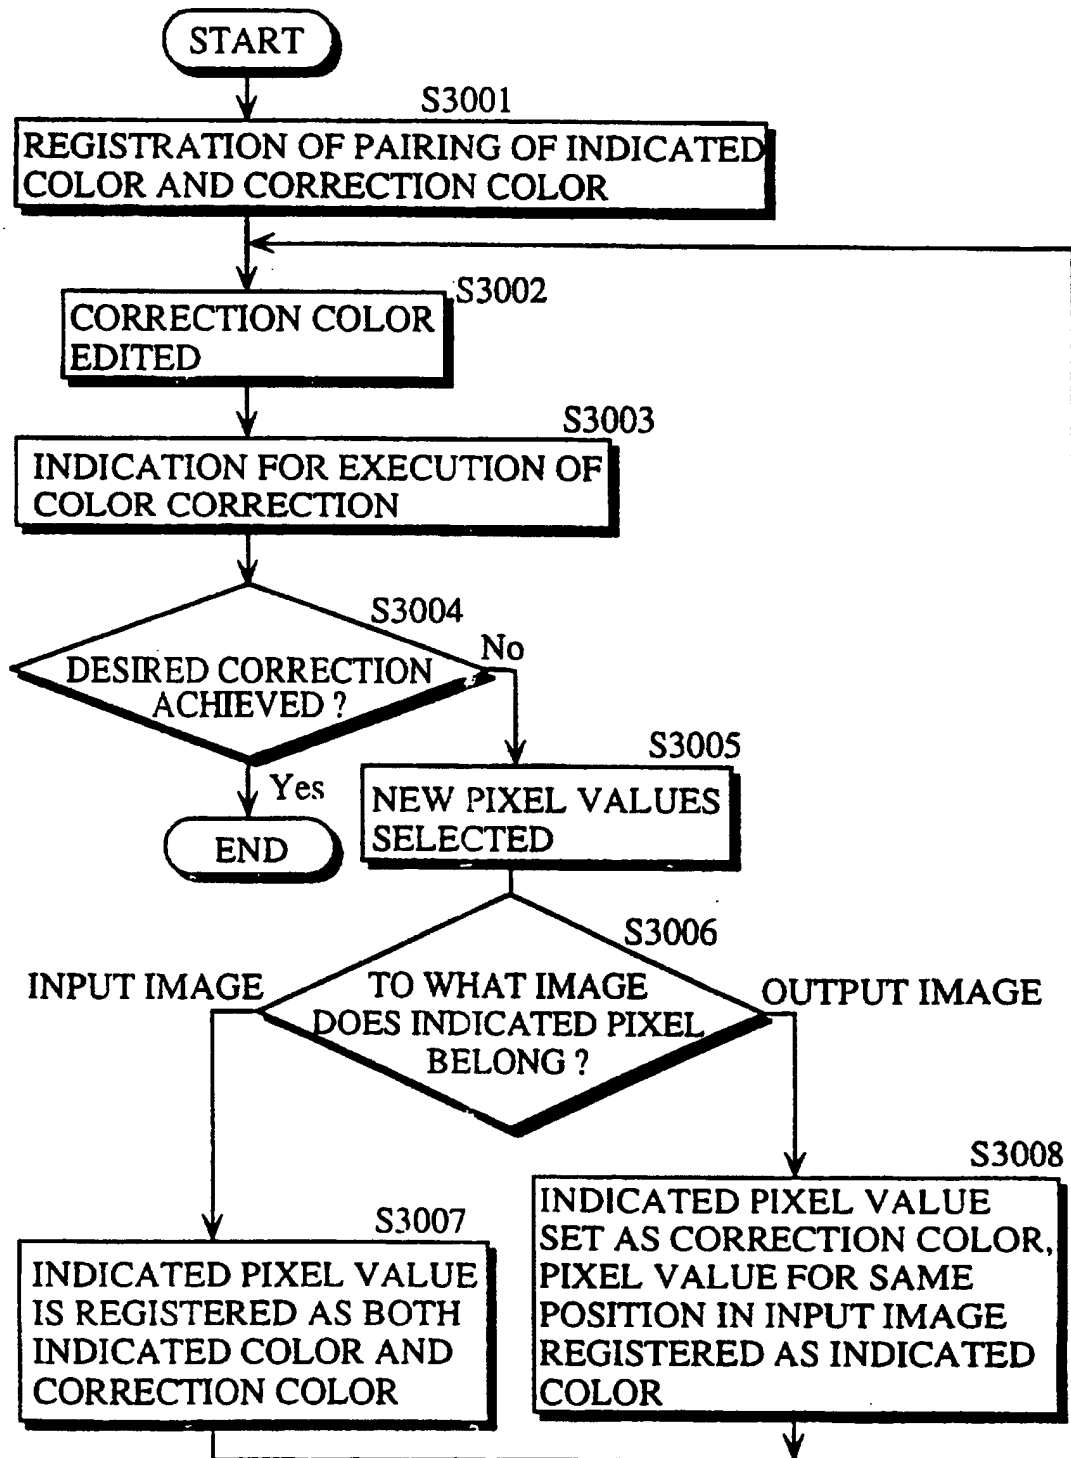 START
S3001
REGISTRATION OF PAIRING OF INDICATED
COLOR AND CORRECTION COLOR
S3002
CORRECTION COLOR
EDITED
S3003
INDICATION FOR EXECUTION OF
COLOR CORRECTION
S3004
DESIRED CORRECTION
ACHIEVED ?
No
Yes
END
S3005
NEW PIXEL VALUES
SELECTED
S3006
TO WHAT IMAGE
DOES INDICATED PIXEL
BELONG ?
INPUT IMAGE
OUTPUT IMAGE
S3007
INDICATED PIXEL VALUE
IS REGISTERED AS BOTH
INDICATED COLOR AND
CORRECTION COLOR
S3008
INDICATED PIXEL VALUE
SET AS CORRECTION COLOR,
PIXEL VALUE FOR SAME
POSITION IN INPUT IMAGE
REGISTERED AS INDICATED
COLOR